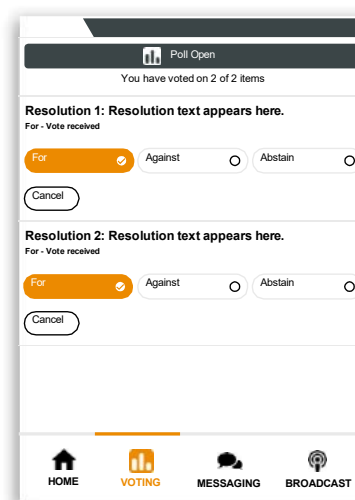 Poll Open
You have voted on 2 of 2 items
Resolution 1: Resolution text appears here.
For - Vote received
For Against Abstain
Cancel
Resolution 2: Resolution text appears here.
For - Vote received
For Against Abstain
Cancel
HOME VOTING MESSAGING BROADCAST